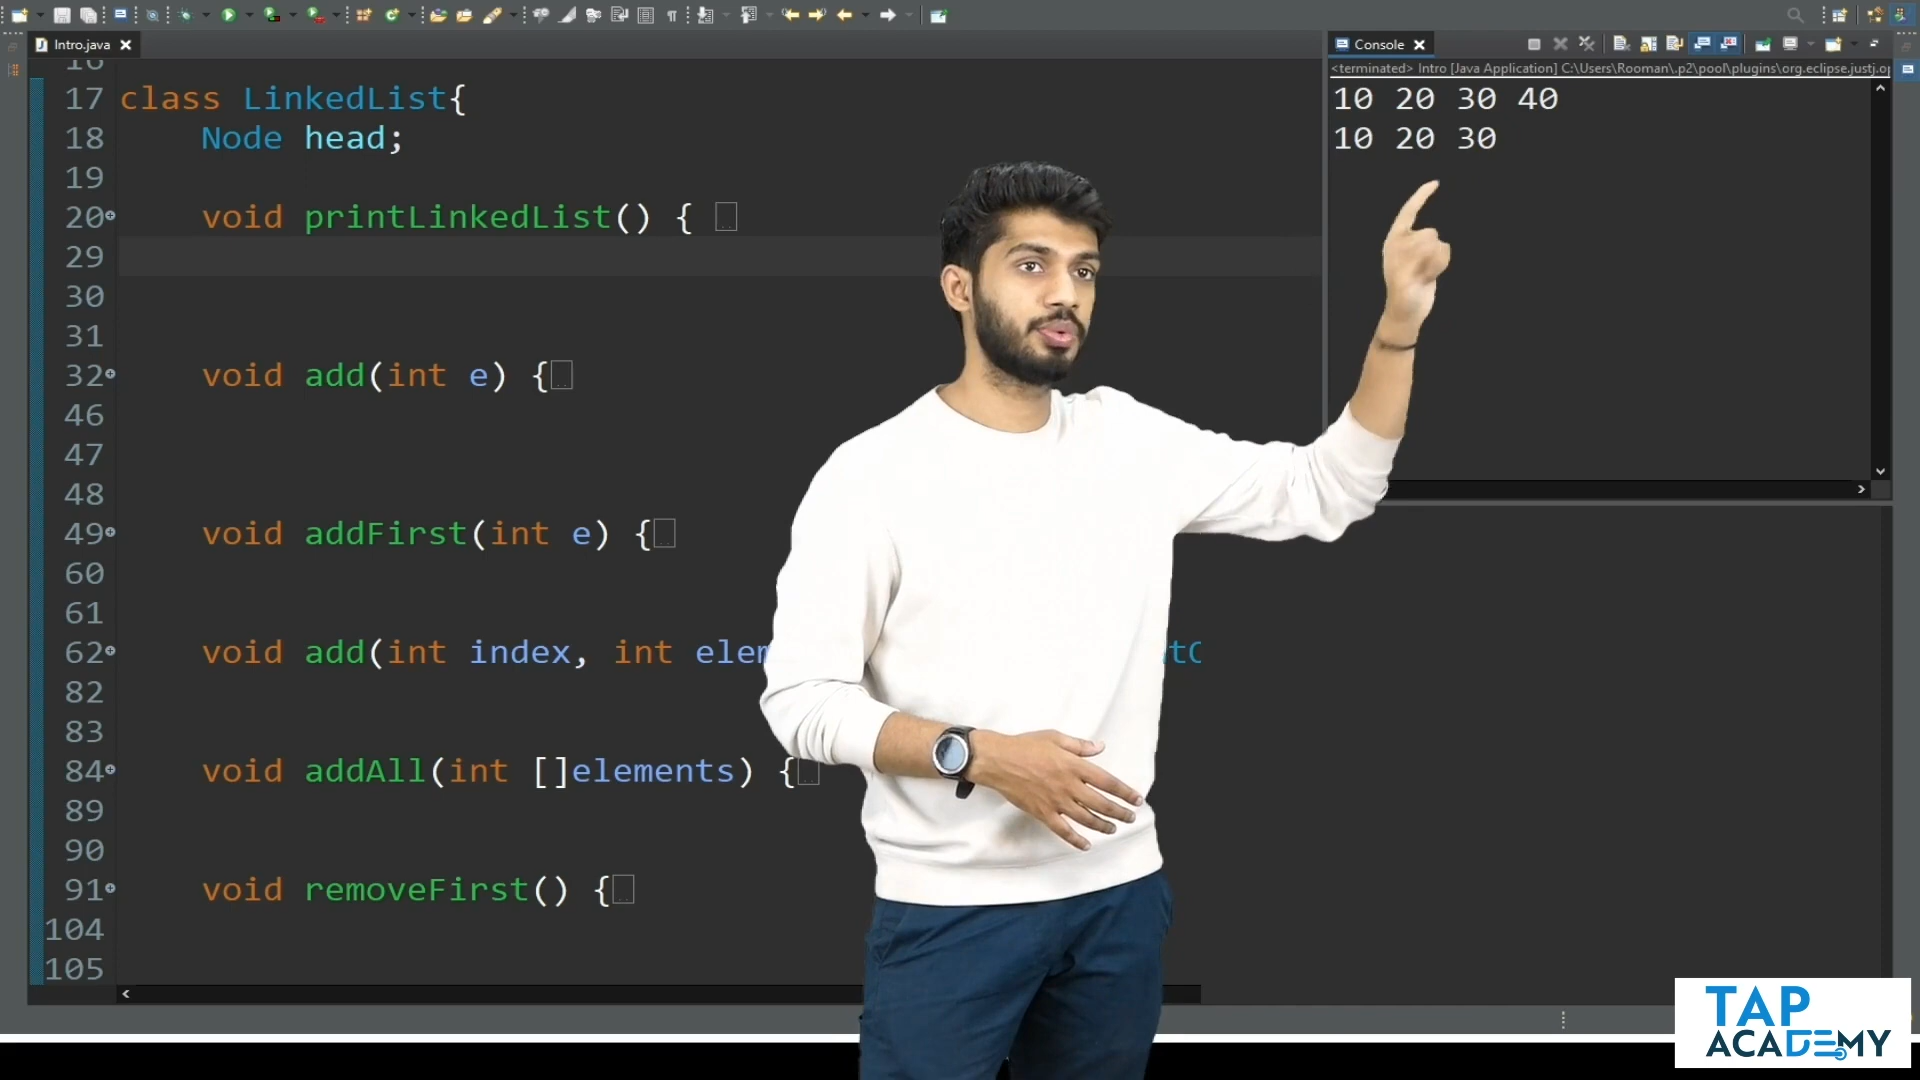 Intro.java
16
17 class LinkedList{
18 Node head;
19
20 void printLinkedList() {
29
30
31
32 void add(int e) {
46
47
48
49 void addFirst(int e) {
60
61
62 void add(int index, int elem
82
83
84 void addAll(int []elements) {
89
90
91 void removeFirst() {
104
105
Console
<terminated> Intro [Java Application] C:\Users\Rooman\.p2\pool\plugins\org.eclipse.justj.op
10 20 30 40
10 20 30
TAP
ACADEMY